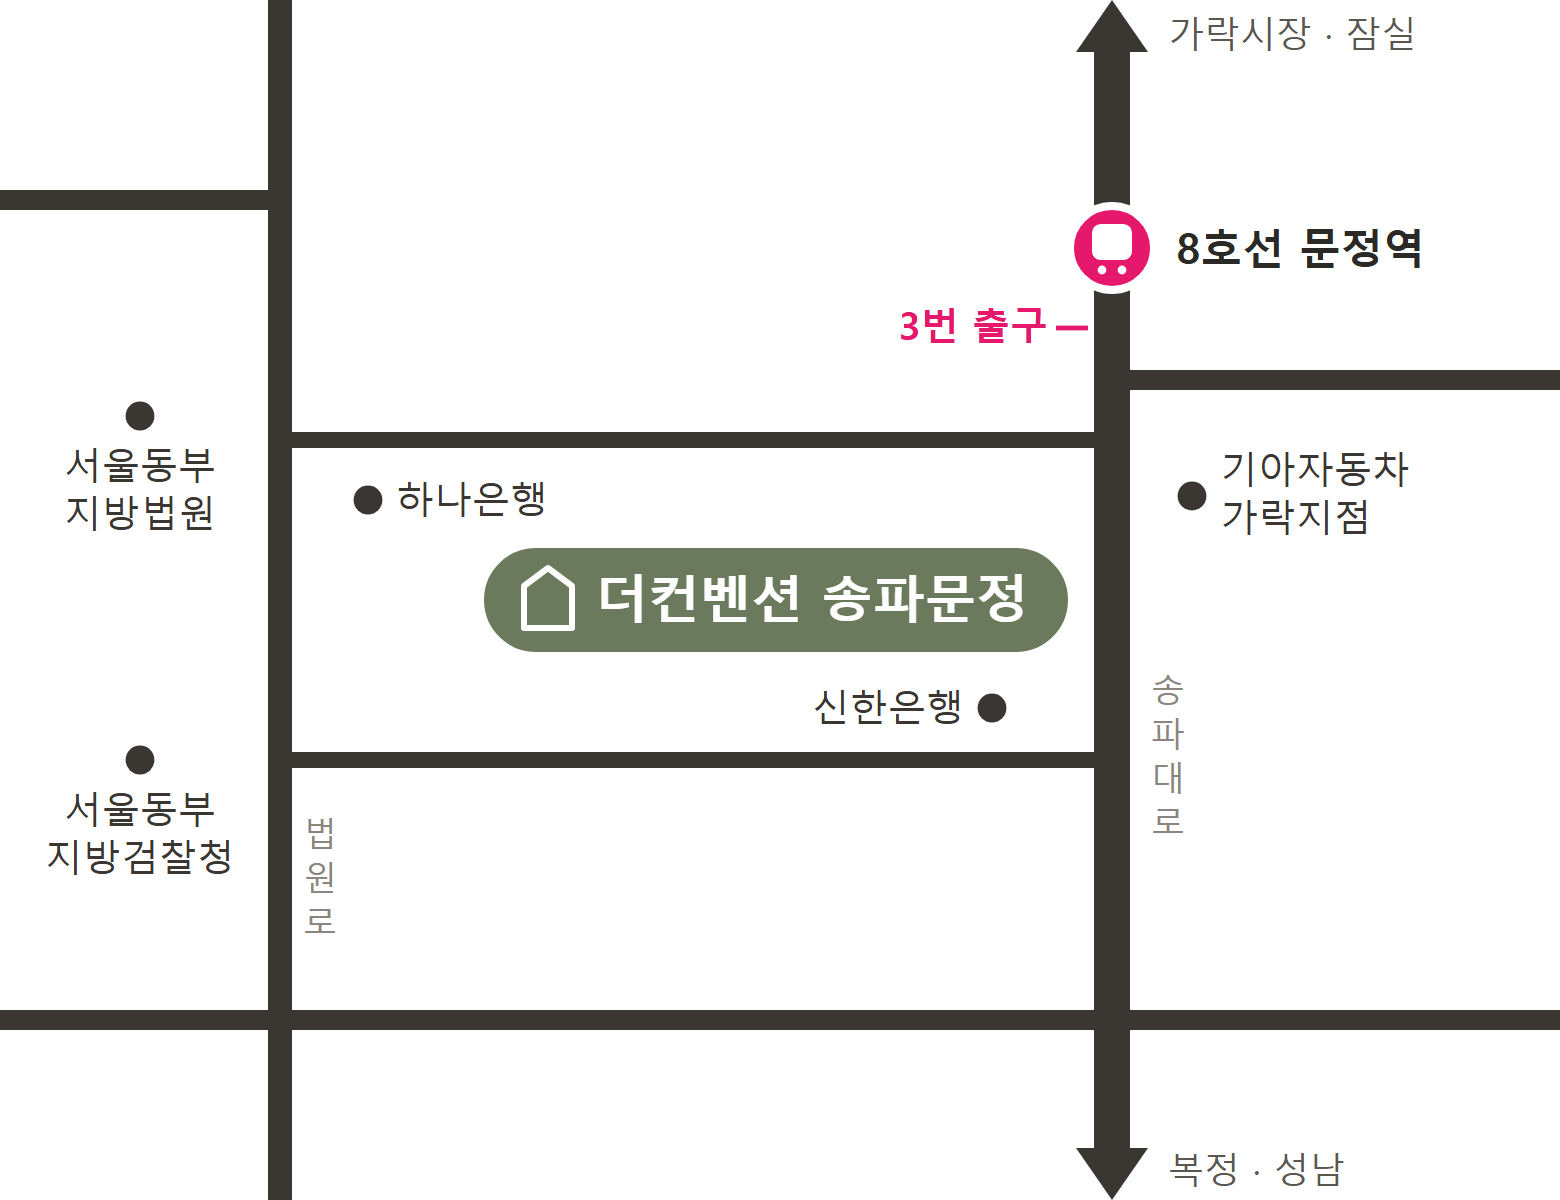 가락시장 · 잠실
8호선 문정역
3번 출구
서울동부
지방법원
하나은행
기아자동차
가락지점
더컨벤션 송파문정
신한은행
송파대로
서울동부
지방검찰청
법원로
복정 · 성남